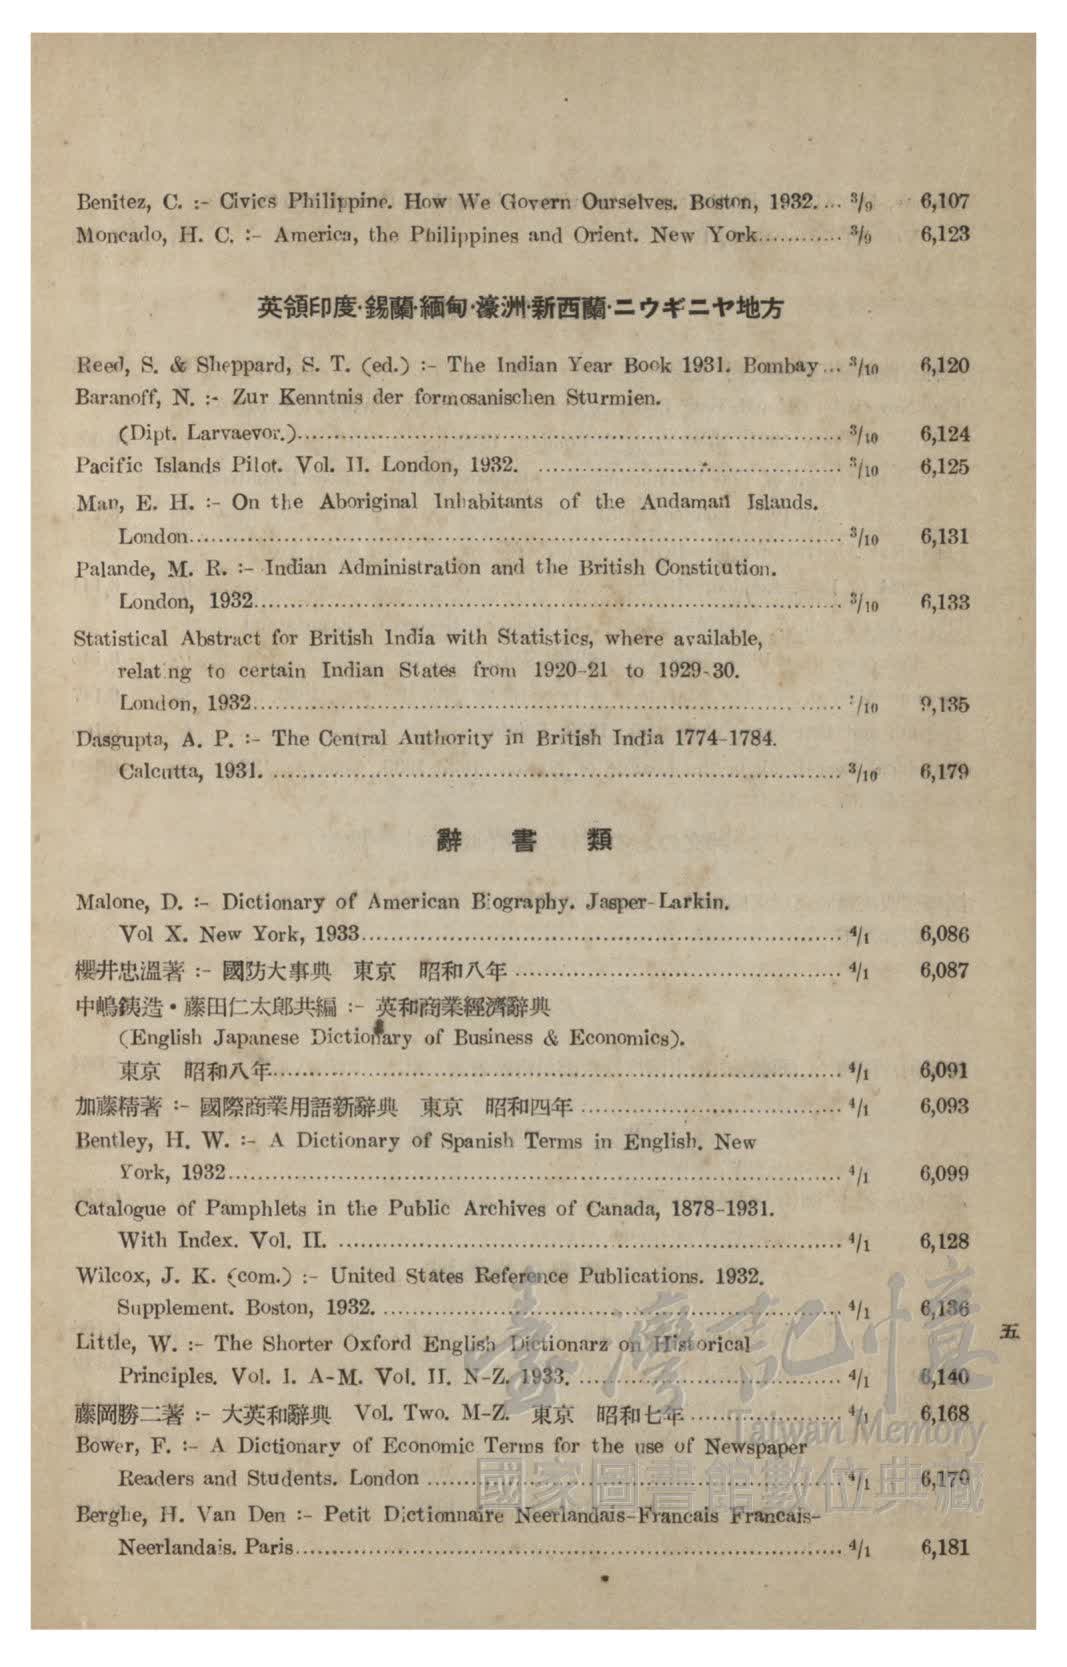 Benitez, C. :- Civics Philippine. How We Govern Ourselves. Boston, 1932.... 3/9 6,107
Moncado, H. C. :- America, the Philippines and Orient. New York............ 3/9 6,123
英領印度·錫蘭·緬甸·濠洲·新西蘭·ニウギニヤ地方
Reed, S. & Sheppard, S. T. (ed.) :- The Indian Year Book 1931. Bombay... 3/10 6,120
Baranoff, N. :- Zur Kenntnis der formosanischen Sturmien.
(Dipt. Larvaevor.)........................................ 3/10 6,124
Pacific Islands Pilot. Vol. II. London, 1932. ........................................ 3/10 6,125
Man, E. H. :- On the Aboriginal Inhabitants of the Andaman Islands.
London........................................ 3/10 6,131
Palande, M. R. :- Indian Administration and the British Constitution.
London, 1932........................................ 3/10 6,133
Statistical Abstract for British India with Statistics, where available,
relat ng to certain Indian States from 1920-21 to 1929-30.
London, 1932........................................ /10 9,135
Dasgupta, A. P. :- The Central Authority in British India 1774-1784.
Calcutta, 1931. ........................................ 3/10 6,179
辭書類
Malone, D. :- Dictionary of American Biography. Jasper-Larkin.
Vol X. New York, 1933........................................ 4/1 6,086
櫻井忠溫著 :- 國防大事典 東京 昭和八年 ........................................ 4/1 6,087
中嶋銕造・藤田仁太郎共編 :- 英和商業經濟辭典
(English Japanese Dictionary of Business & Economics).
東京 昭和八年........................................ 4/1 6,091
加藤精著 :- 國際商業用語新辭典 東京 昭和四年 .............................. 4/1 6,093
Bentley, H. W. :- A Dictionary of Spanish Terms in English. New
York, 1932........................................ 4/1 6,099
Catalogue of Pamphlets in the Public Archives of Canada, 1878-1931.
With Index. Vol. II. ........................................ 4/1 6,128
Wilcox, J. K. (com.) :- United States Reference Publications. 1932.
Supplement. Boston, 1932. ........................................ 4/1 6,136
Little, W. :- The Shorter Oxford English Dictionarz on Historical
Principles. Vol. I. A-M. Vol. II. N-Z. 1933. .............................. 4/1 6,140
藤岡勝二著 :- 大英和辭典 Vol. Two. M-Z. 東京 昭和七年 .................... 4/1 6,168
Bower, F. :- A Dictionary of Economic Terms for the use of Newspaper
Readers and Students. London ........................................ 4/1 6,170
Berghe, H. Van Den :- Petit Dictionnaire Neerlandais-Francais Francais-
Neerlandais. Paris........................................ 4/1 6,181
五
臺灣記憶
Taiwan Memory
國家圖書館數位典藏